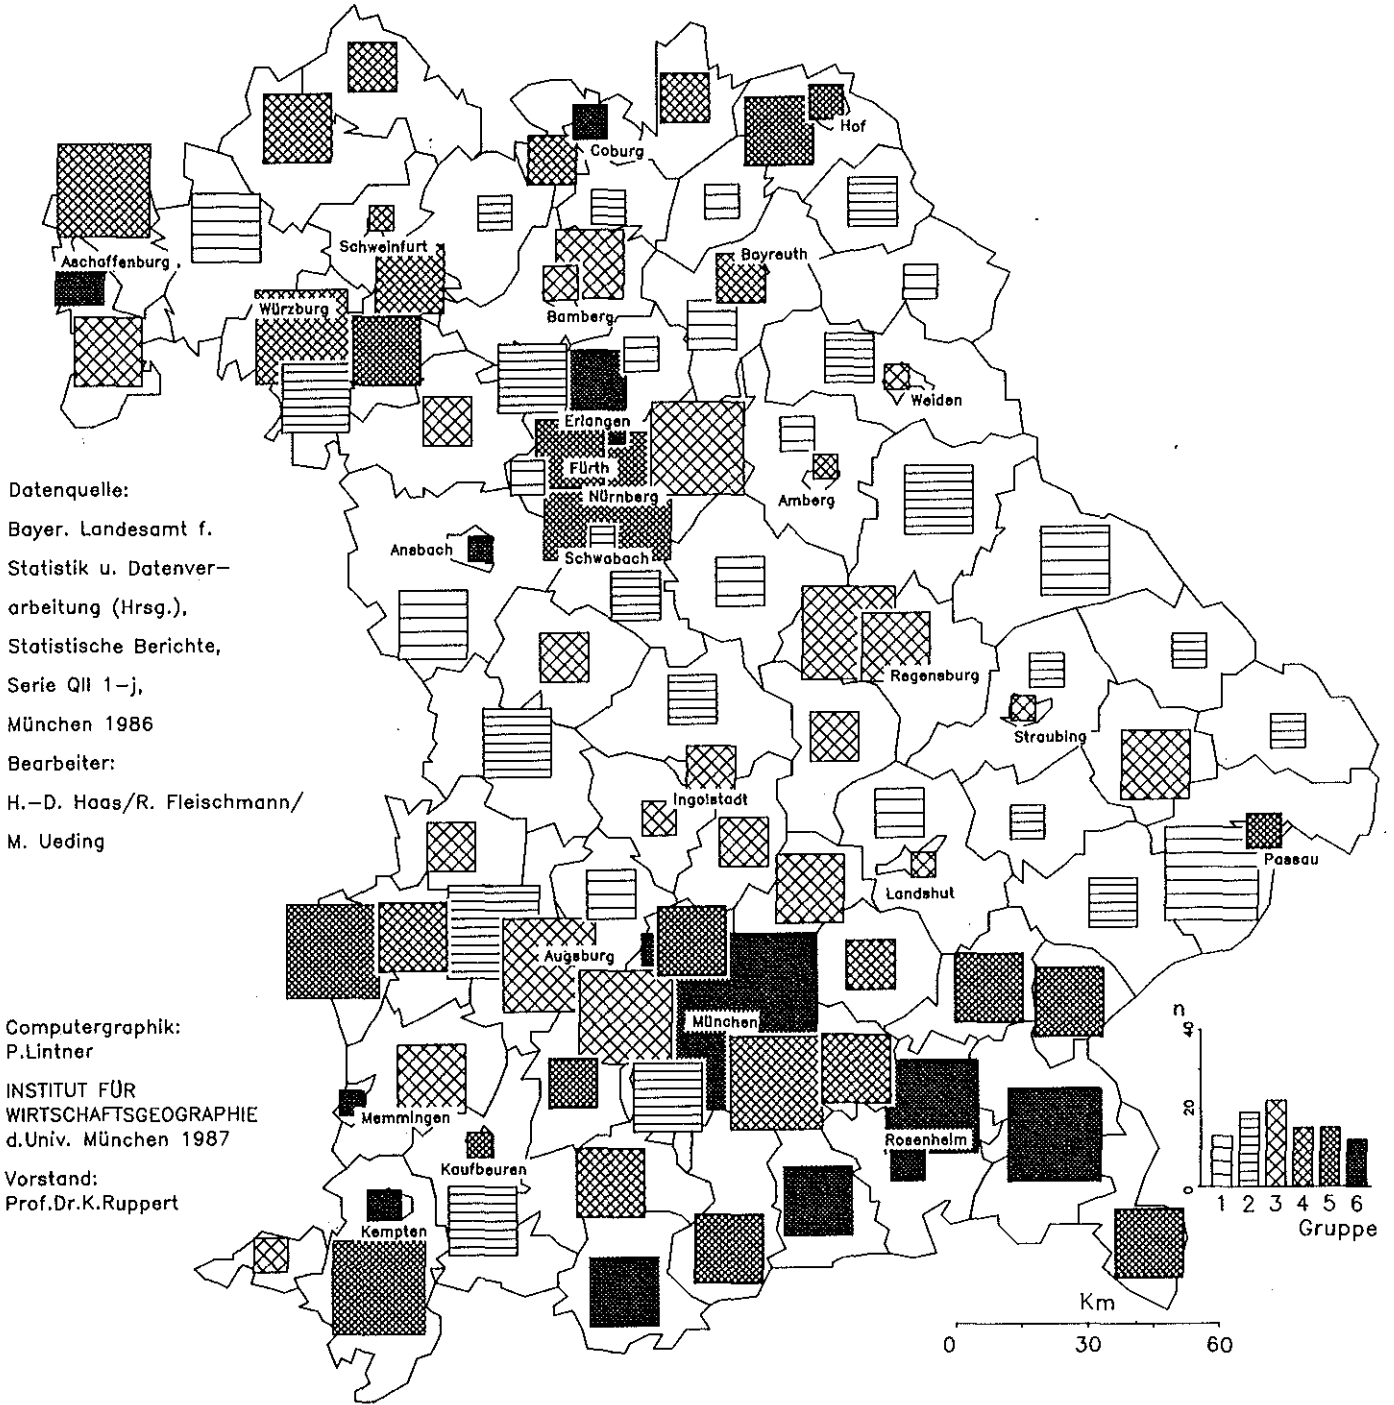 Hof
Coburg
Schweinfurt
Bayreuth
Aschaffenburg
Würzburg
Bamberg
Weiden
Erlangen
Fürth
Nürnberg
Amberg
Ansbach
Schwabach
Regensburg
Straubing
Ingolstadt
Passau
Landshut
Augsburg
München
Memmingen
Rosenheim
Kaufbeuren
Kempten
Datenquelle:
Bayer. Landesamt f.
Statistik u. Datenver-
arbeitung (Hrsg.),
Statistische Berichte,
Serie QII 1-j,
München 1986
Bearbeiter:
H.-D. Haas/R. Fleischmann/
M. Ueding
Computergraphik:
P.Lintner
INSTITUT FÜR
WIRTSCHAFTSGEOGRAPHIE
d.Univ. München 1987
Vorstand:
Prof.Dr.K.Ruppert
n
40
20
0
1 2 3 4 5 6
Gruppe
Km
0 30 60